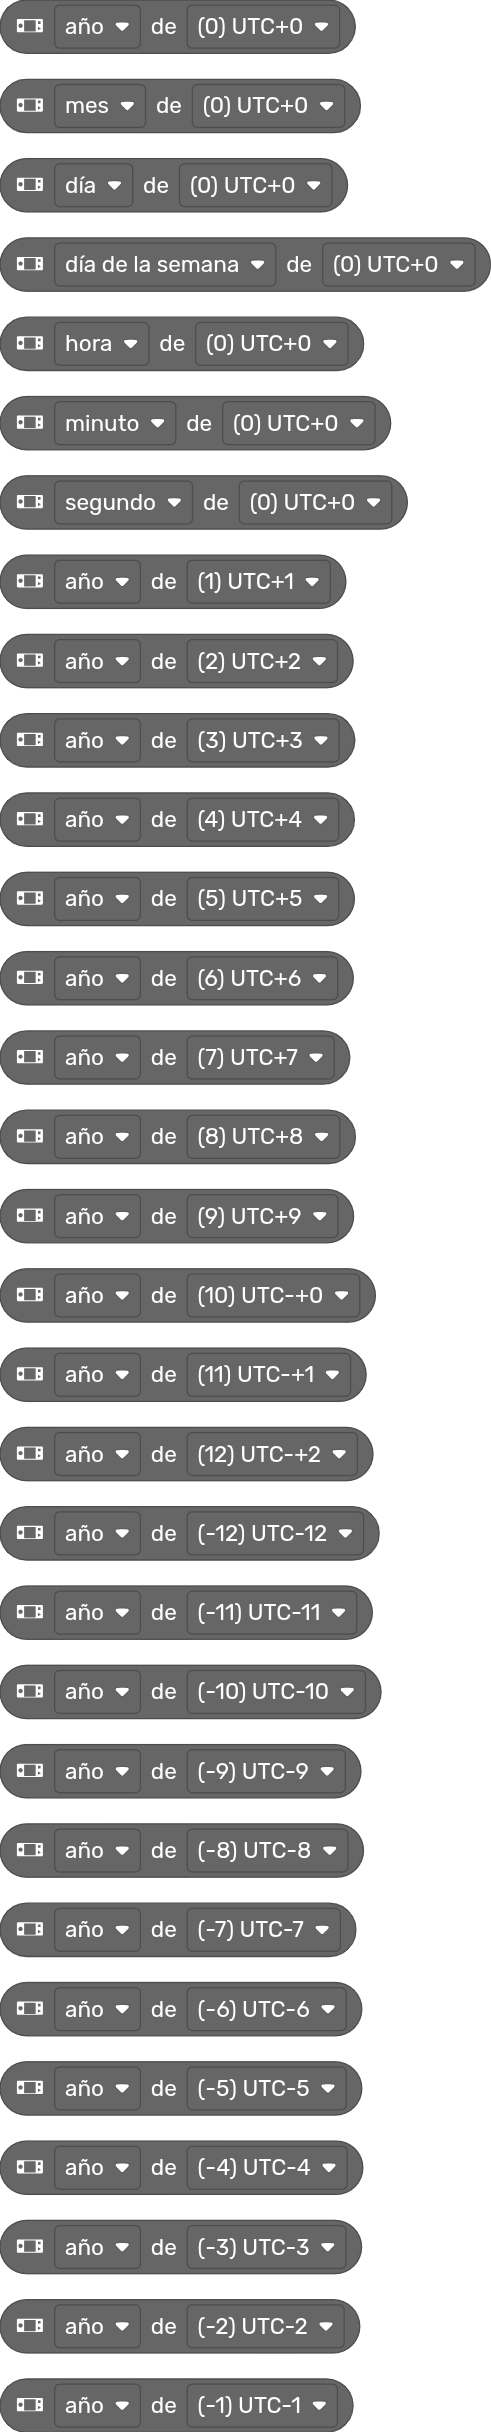 año de (0) UTC+0
mes de (0) UTC+0
día de (0) UTC+0
día de la semana de (0) UTC+0
hora de (0) UTC+0
minuto de (0) UTC+0
segundo de (0) UTC+0
año de (1) UTC+1
año de (2) UTC+2
año de (3) UTC+3
año de (4) UTC+4
año de (5) UTC+5
año de (6) UTC+6
año de (7) UTC+7
año de (8) UTC+8
año de (9) UTC+9
año de (10) UTC-+0
año de (11) UTC-+1
año de (12) UTC-+2
año de (-12) UTC-12
año de (-11) UTC-11
año de (-10) UTC-10
año de (-9) UTC-9
año de (-8) UTC-8
año de (-7) UTC-7
año de (-6) UTC-6
año de (-5) UTC-5
año de (-4) UTC-4
año de (-3) UTC-3
año de (-2) UTC-2
año de (-1) UTC-1